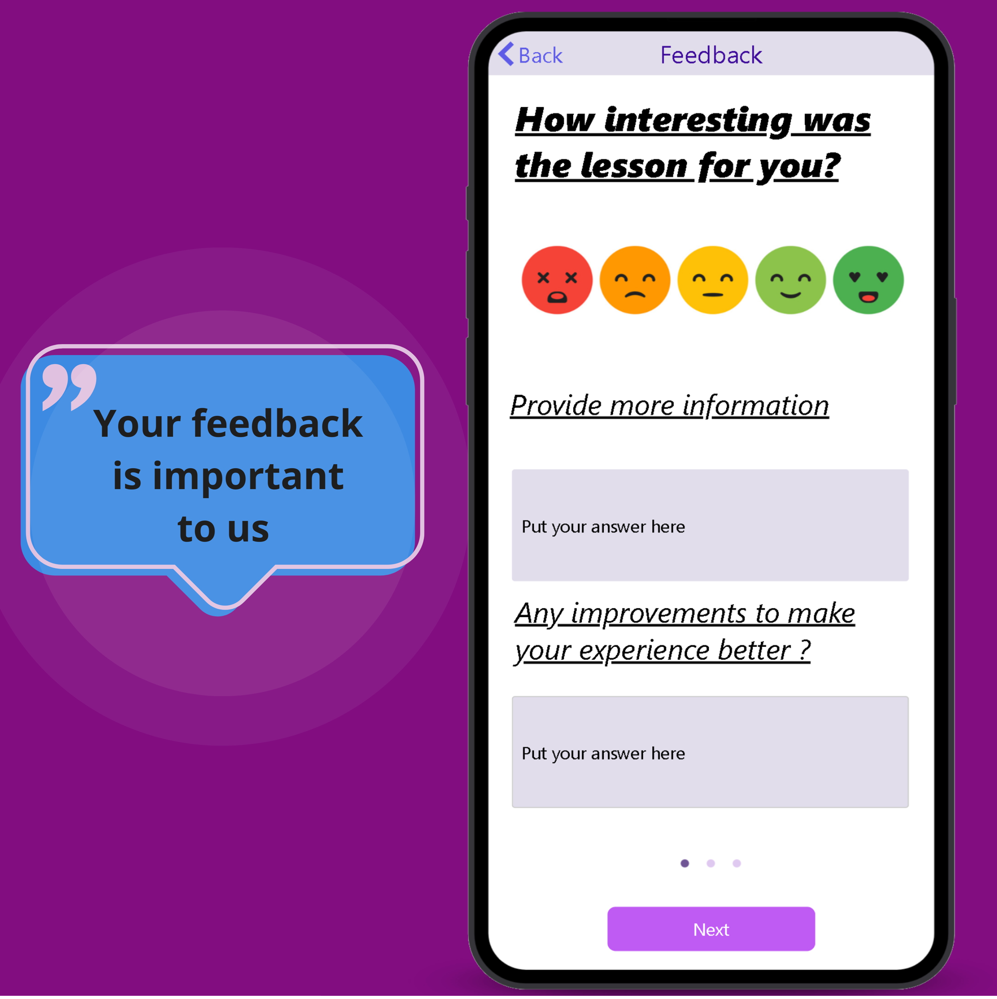 Your feedback
is important
to us
Back
Feedback
How interesting was
the lesson for you?
Provide more information
Put your answer here
Any improvements to make
your experience better ?
Put your answer here
Next